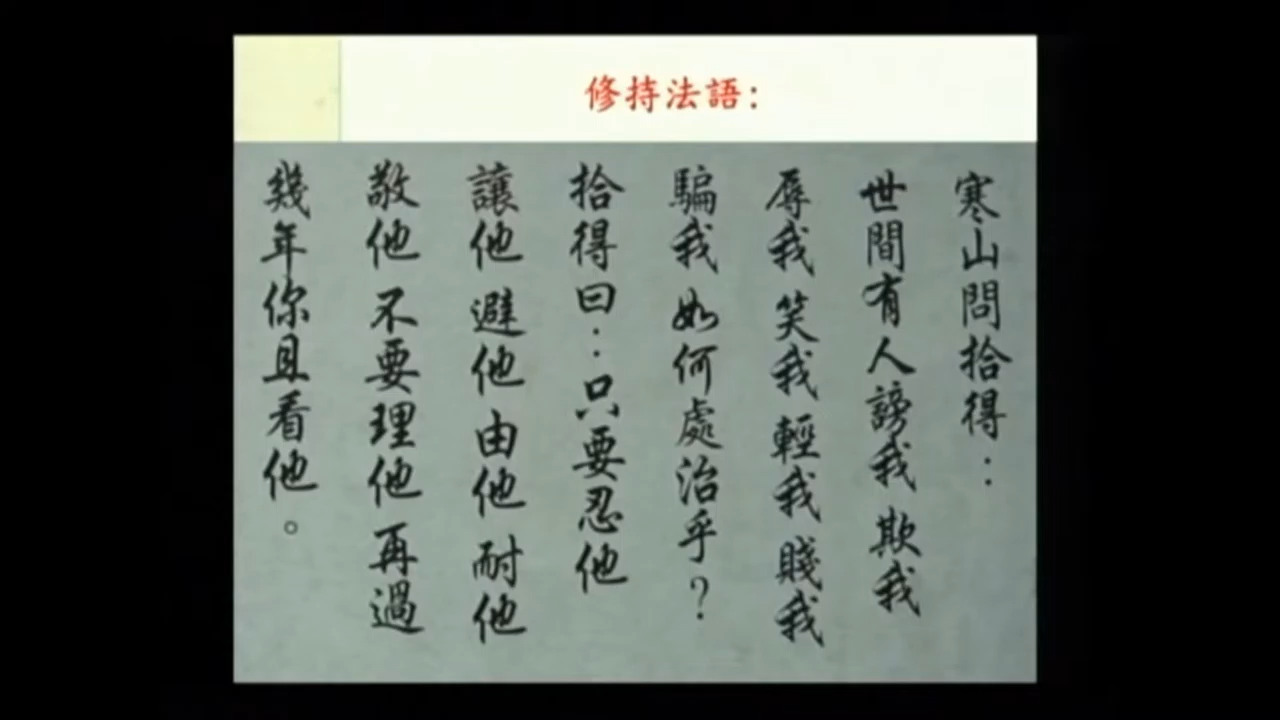 修持法語:
寒山問拾得:
世間有人謗我 欺我
辱我 笑我 輕我 賤我
騙我 如何處治乎?
拾得曰:只要忍他
讓他 避他 由他 耐他
敬他 不要理他 再過
幾年你且看他。